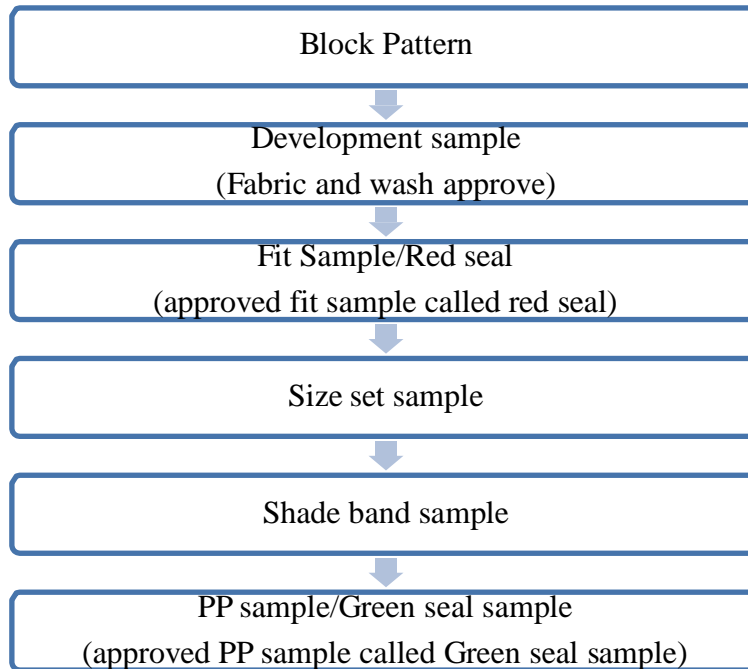 Block Pattern
Development sample
(Fabric and wash approve)
Fit Sample/Red seal
(approved fit sample called red seal)
Size set sample
Shade band sample
PP sample/Green seal sample
(approved PP sample called Green seal sample)